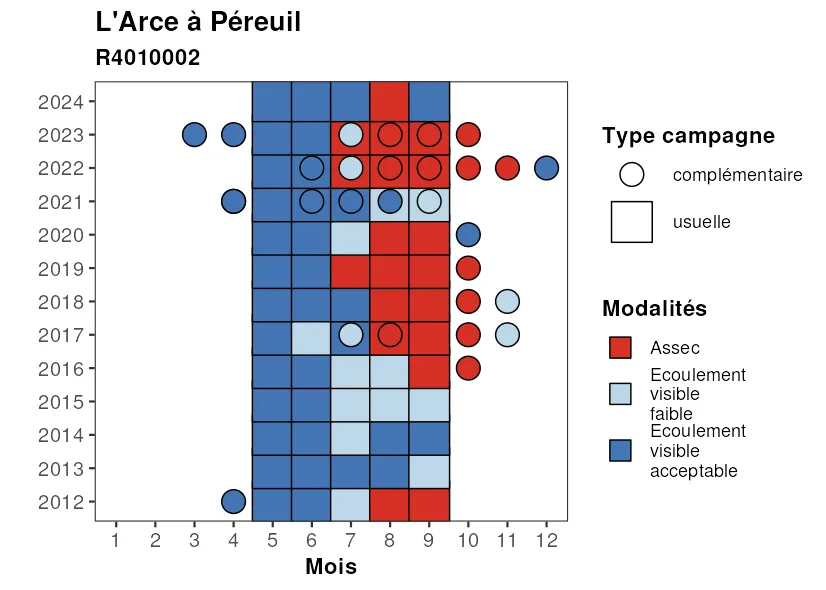 L'Arce à Péreuil
R4010002
2024
2023
2022
2021
2020
2019
2018
2017
2016
2015
2014
2013
2012
1 2 3 4 5 6 7 8 9 10 11 12
Mois
Type campagne
complémentaire
usuelle
Modalités
Assec
Ecoulement
visible
faible
Ecoulement
visible
acceptable